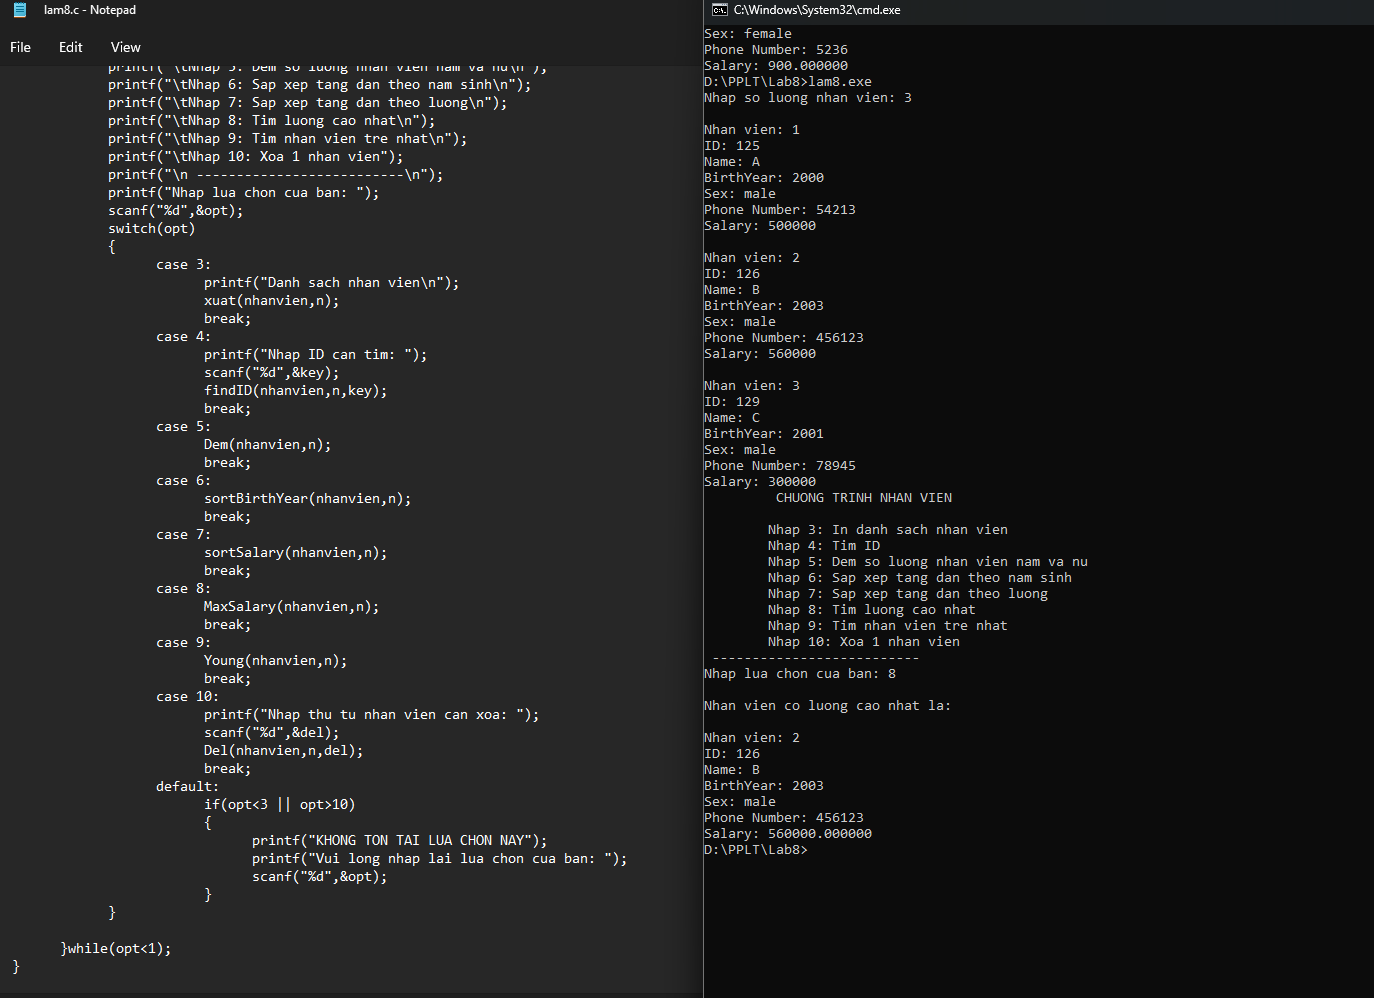 lam8.c - Notepad
File Edit View
printf("\tNhap 5: Dem so luong nhan vien nam va nu\n");
printf("\tNhap 6: Sap xep tang dan theo nam sinh\n");
printf("\tNhap 7: Sap xep tang dan theo luong\n");
printf("\tNhap 8: Tim luong cao nhat\n");
printf("\tNhap 9: Tim nhan vien tre nhat\n");
printf("\tNhap 10: Xoa 1 nhan vien");
printf("\n --------------------------\n");
printf("Nhap lua chon cua ban: ");
scanf("%d",&opt);
switch(opt)
{
case 3:
printf("Danh sach nhan vien\n");
xuat(nhanvien,n);
break;
case 4:
printf("Nhap ID can tim: ");
scanf("%d",&key);
findID(nhanvien,n,key);
break;
case 5:
Dem(nhanvien,n);
break;
case 6:
sortBirthYear(nhanvien,n);
break;
case 7:
sortSalary(nhanvien,n);
break;
case 8:
MaxSalary(nhanvien,n);
break;
case 9:
Young(nhanvien,n);
break;
case 10:
printf("Nhap thu tu nhan vien can xoa: ");
scanf("%d",&del);
Del(nhanvien,n,del);
break;
default:
if(opt<3 || opt>10)
{
printf("KHONG TON TAI LUA CHON NAY");
printf("Vui long nhap lai lua chon cua ban: ");
scanf("%d",&opt);
}
}
}while(opt<1);
}
C:\Windows\System32\cmd.exe
Sex: female
Phone Number: 5236
Salary: 900.000000
D:\PPLT\Lab8>lam8.exe
Nhap so luong nhan vien: 3
Nhan vien: 1
ID: 125
Name: A
BirthYear: 2000
Sex: male
Phone Number: 54213
Salary: 500000
Nhan vien: 2
ID: 126
Name: B
BirthYear: 2003
Sex: male
Phone Number: 456123
Salary: 560000
Nhan vien: 3
ID: 129
Name: C
BirthYear: 2001
Sex: male
Phone Number: 78945
Salary: 300000
CHUONG TRINH NHAN VIEN
Nhap 3: In danh sach nhan vien
Nhap 4: Tim ID
Nhap 5: Dem so luong nhan vien nam va nu
Nhap 6: Sap xep tang dan theo nam sinh
Nhap 7: Sap xep tang dan theo luong
Nhap 8: Tim luong cao nhat
Nhap 9: Tim nhan vien tre nhat
Nhap 10: Xoa 1 nhan vien
--------------------------
Nhap lua chon cua ban: 8
Nhan vien co luong cao nhat la:
Nhan vien: 2
ID: 126
Name: B
BirthYear: 2003
Sex: male
Phone Number: 456123
Salary: 560000.000000
D:\PPLT\Lab8>